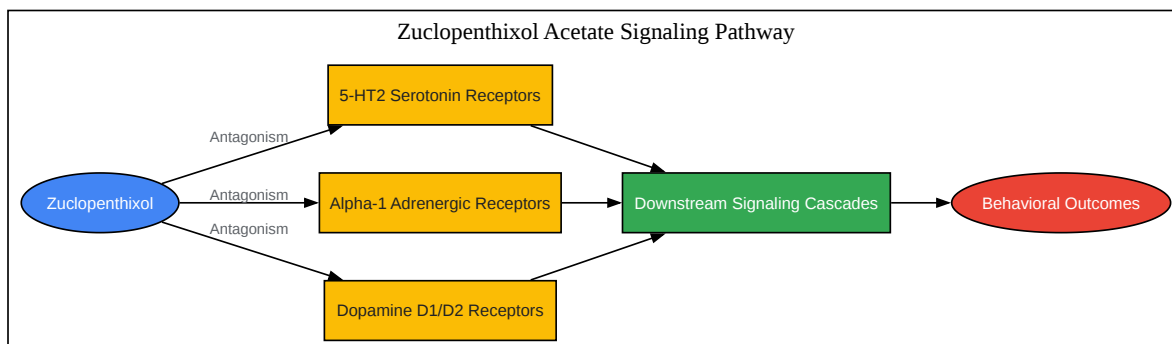 Zuclopenthixol Acetate Signaling Pathway
5-HT2 Serotonin Receptors
Antagonism
Zuclopenthixol
Antagonism
Alpha-1 Adrenergic Receptors
Downstream Signaling Cascades
Behavioral Outcomes
Antagonism
Dopamine D1/D2 Receptors